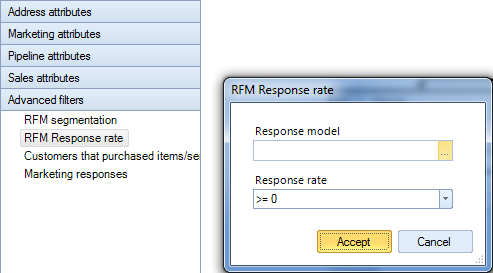 Address attributes
Marketing attributes
Pipeline attributes
Sales attributes
Advanced filters
RFM segmentation
RFM Response rate
Customers that purchased items/se
Marketing responses
RFM Response rate
Response model
...
Response rate
>= 0
Accept
Cancel